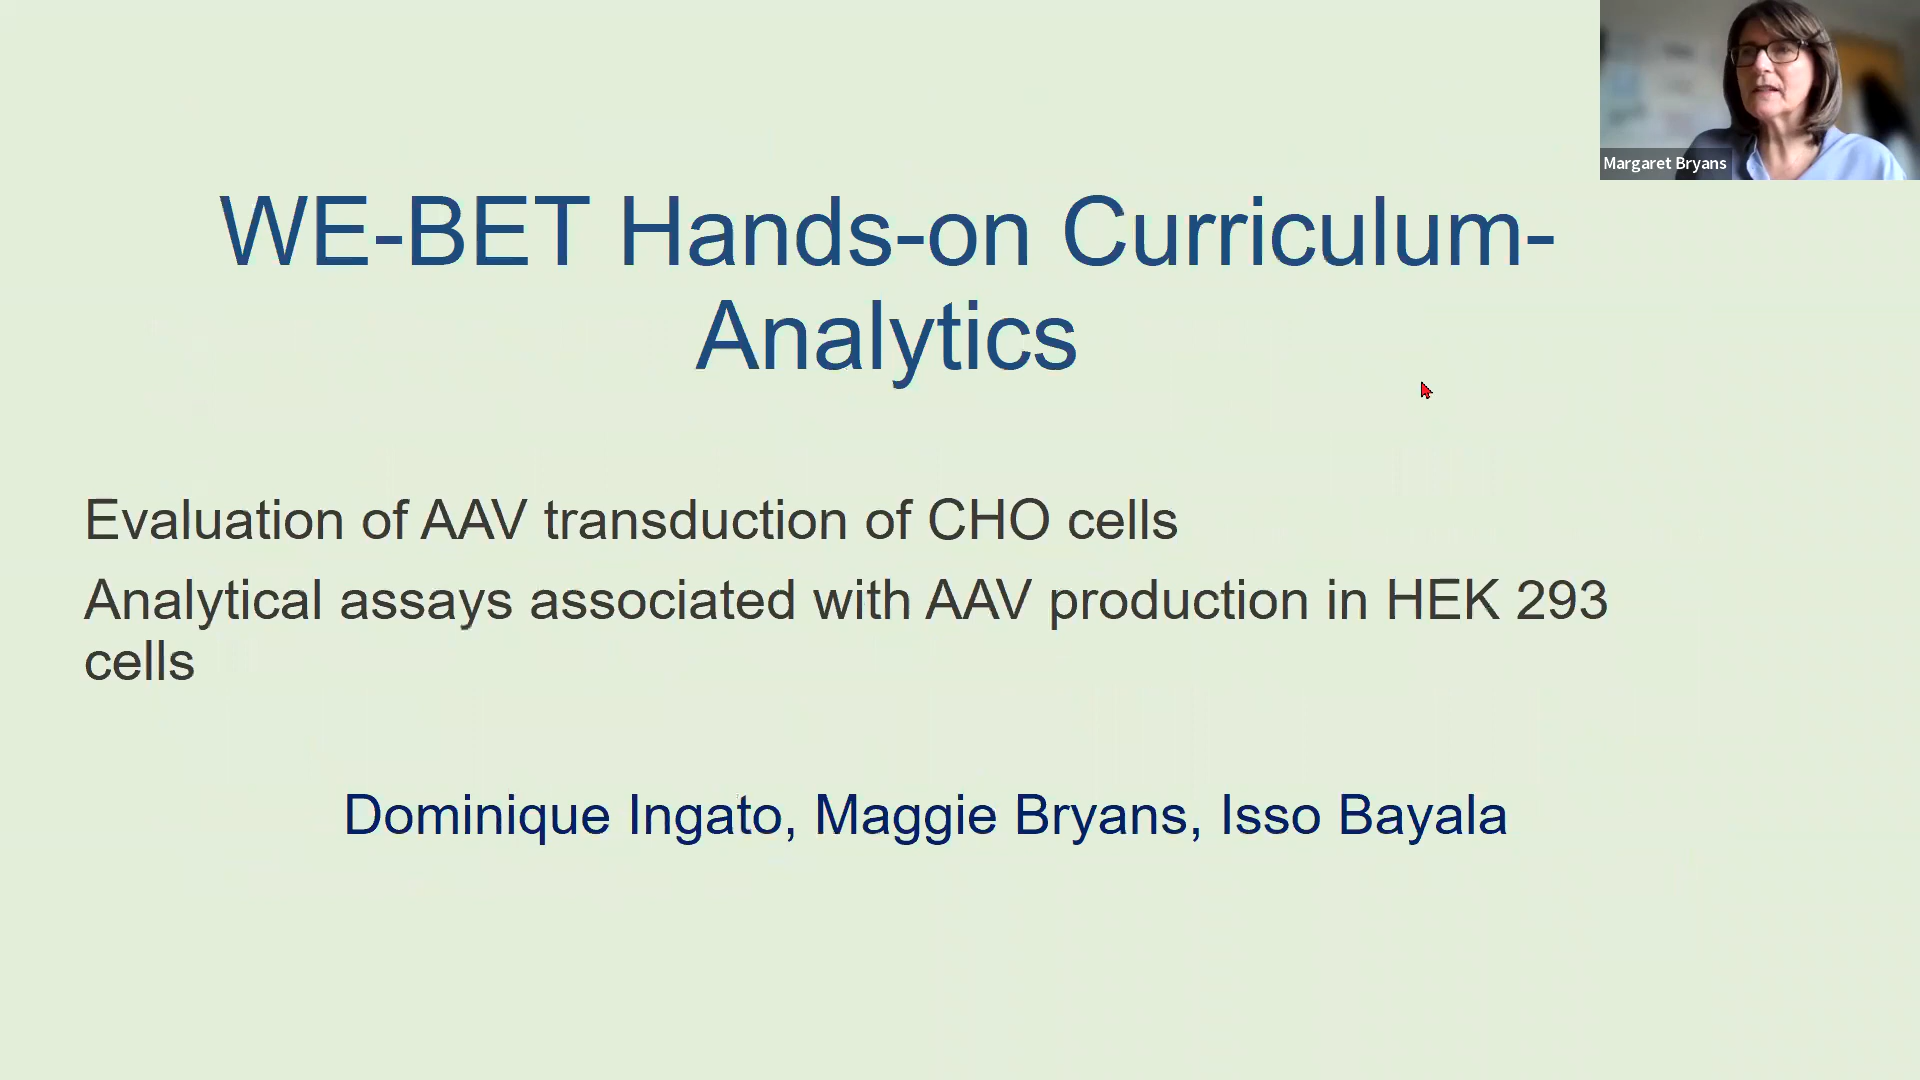 Margaret Bryans
WE-BET Hands-on Curriculum-
Analytics
Evaluation of AAV transduction of CHO cells
Analytical assays associated with AAV production in HEK 293
cells
Dominique Ingato, Maggie Bryans, Isso Bayala